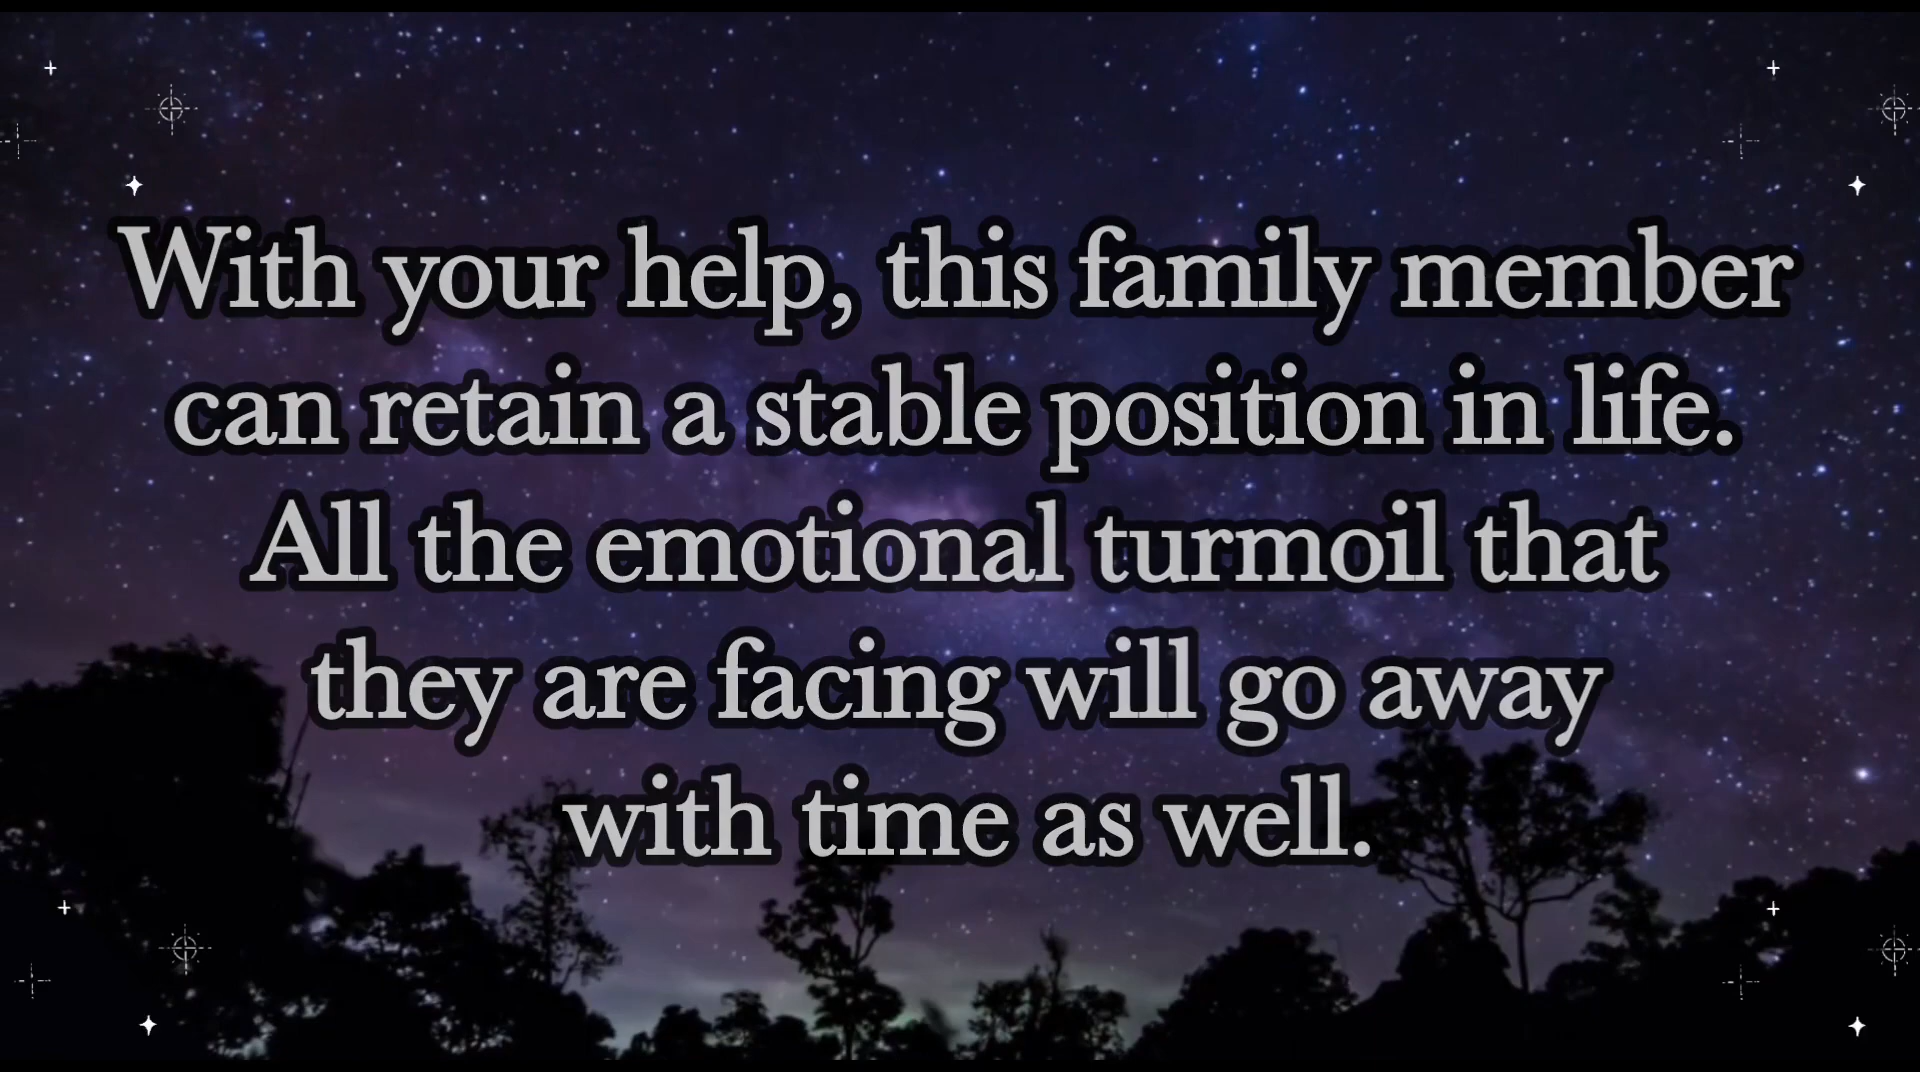 With your help, this family member
can retain a stable position in life.
All the emotional turmoil that
they are facing will go away
with time as well.